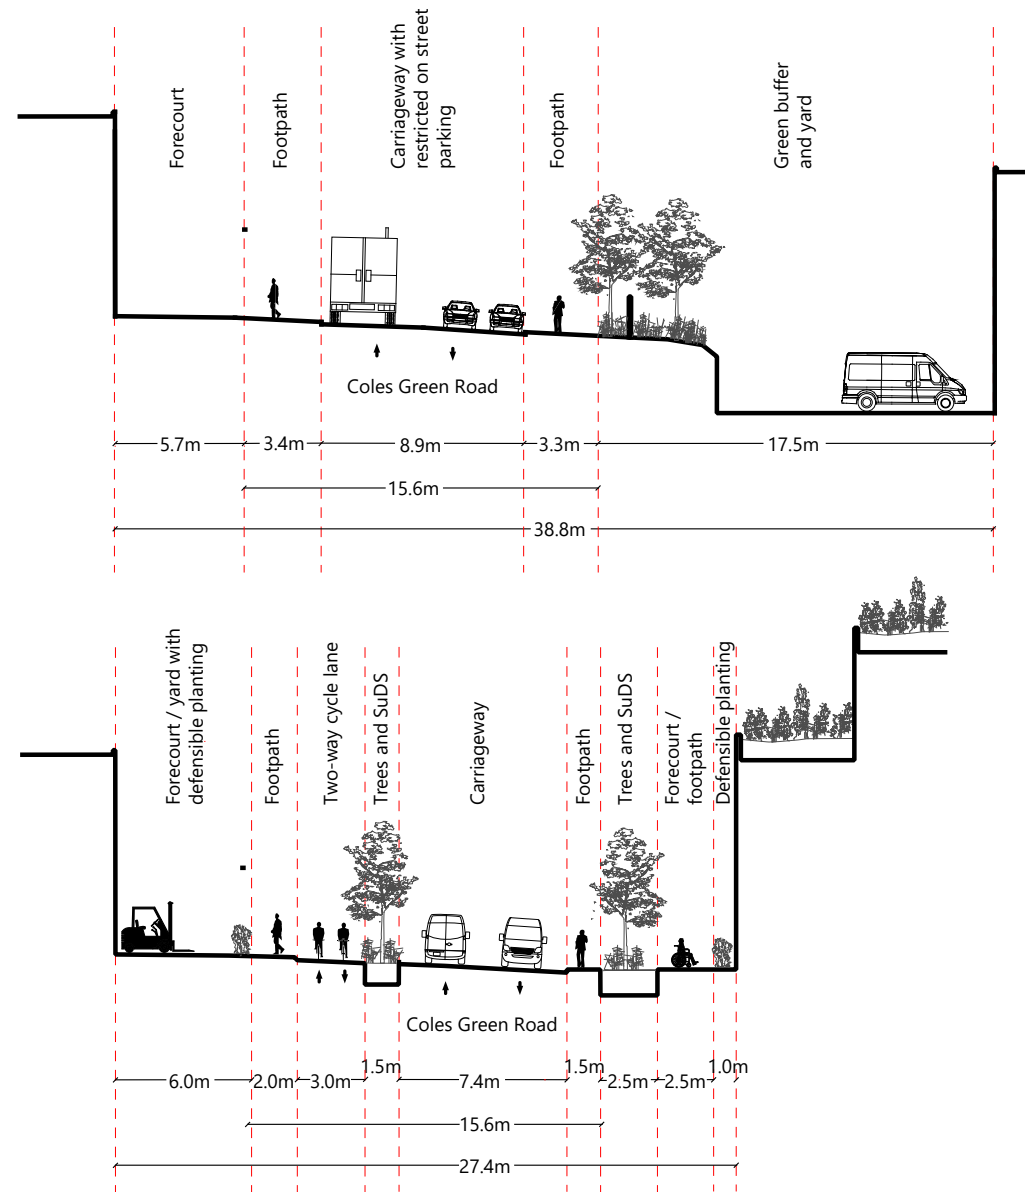 Forecourt
Footpath
Carriageway with
restricted on street
parking
Footpath
Green buffer
and yard
Coles Green Road
5.7m
3.4m
8.9m
3.3m
17.5m
15.6m
38.8m
Forecourt / yard with
defensible planting
Footpath
Two-way cycle lane
Trees and SuDS
Carriageway
Footpath
Trees and SuDS
Forecourt /
footpath
Defensible planting
Coles Green Road
6.0m
2.0m
3.0m
1.5m
7.4m
1.5m
2.5m
2.5m
1.0m
15.6m
27.4m